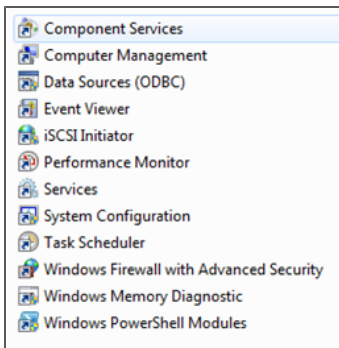 Component Services
Computer Management
Data Sources (ODBC)
Event Viewer
iSCSI Initiator
Performance Monitor
Services
System Configuration
Task Scheduler
Windows Firewall with Advanced Security
Windows Memory Diagnostic
Windows PowerShell Modules